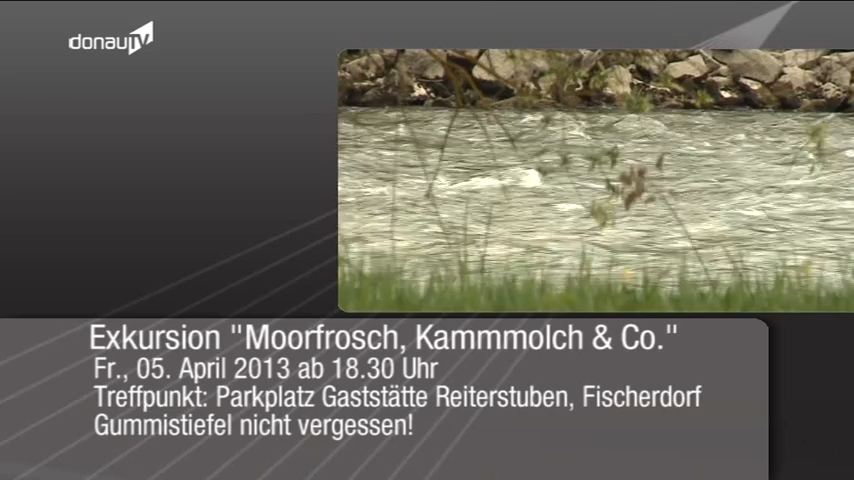 donauTV
Exkursion "Moorfrosch, Kammmolch & Co."
Fr., 05. April 2013 ab 18.30 Uhr
Treffpunkt: Parkplatz Gaststätte Reiterstuben, Fischerdorf
Gummistiefel nicht vergessen!